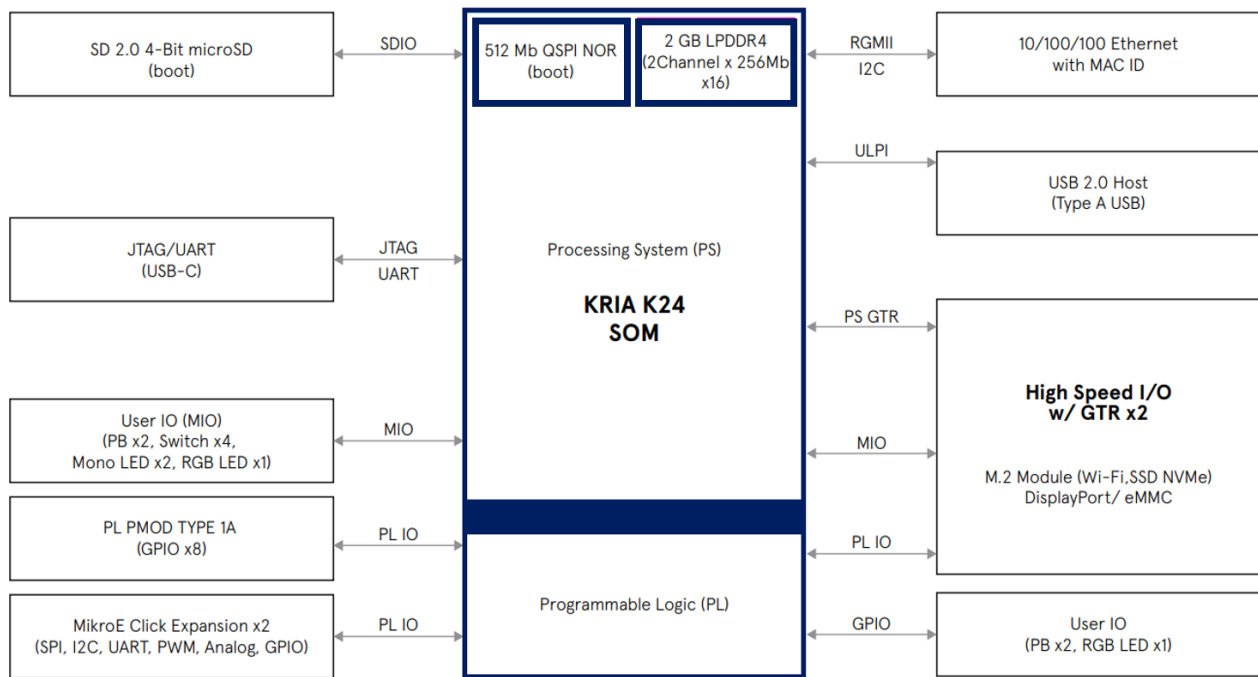 SD 2.0 4-Bit microSD
(boot)
SDIO
512 Mb QSPI NOR
(boot)
2 GB LPDDR4
(2Channel x 256Mb
x16)
RGMII
I2C
10/100/100 Ethernet
with MAC ID
ULPI
USB 2.0 Host
(Type A USB)
JTAG/UART
(USB-C)
JTAG
UART
Processing System (PS)
KRIA K24
SOM
PS GTR
High Speed I/O
w/ GTR x2
M.2 Module (Wi-Fi,SSD NVMe)
DisplayPort/ eMMC
User IO (MIO)
(PB x2, Switch x4,
Mono LED x2, RGB LED x1)
MIO
MIO
PL PMOD TYPE 1A
(GPIO x8)
PL IO
PL IO
MikroE Click Expansion x2
(SPI, I2C, UART, PWM, Analog, GPIO)
PL IO
Programmable Logic (PL)
GPIO
User IO
(PB x2, RGB LED x1)